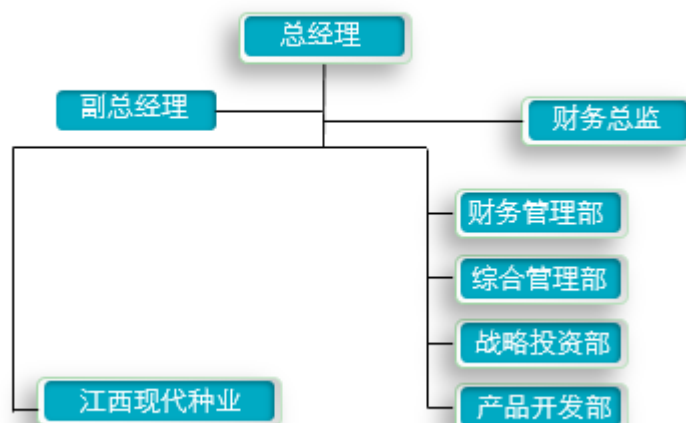 总经理
副总经理
财务总监
财务管理部
综合管理部
战略投资部
江西现代种业
产品开发部